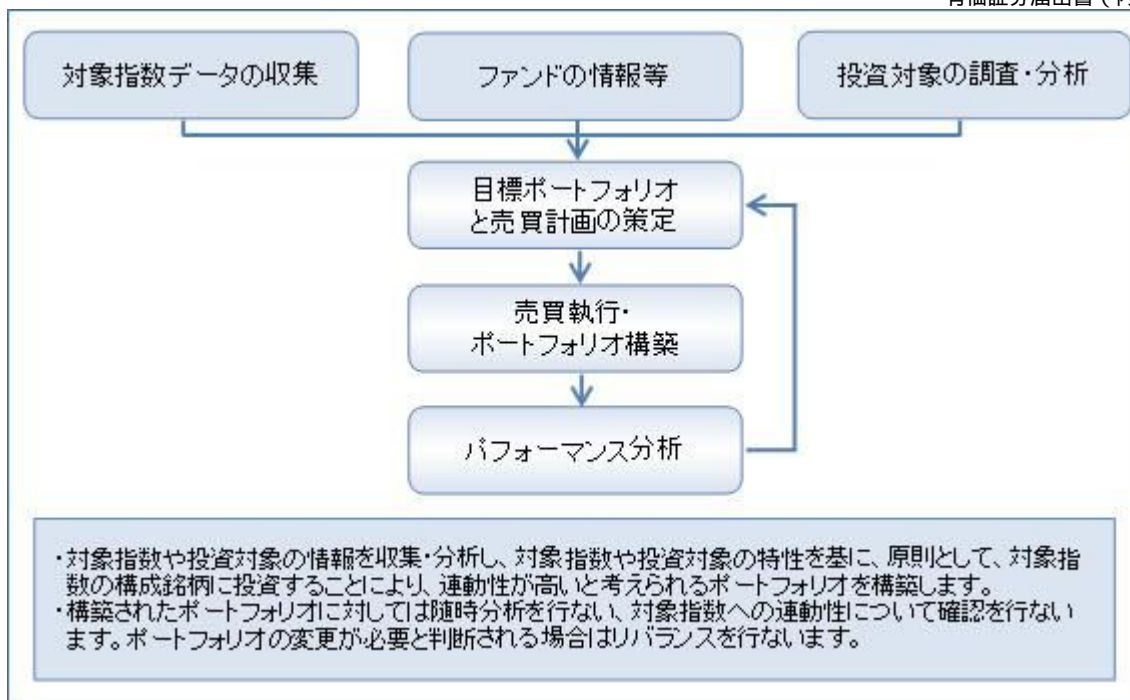 対象指数データの収集
ファンドの情報等
投資対象の調査・分析
目標ポートフォリオ
と売買計画の策定
売買執行・
ポートフォリオ構築
パフォーマンス分析
・対象指数や投資対象の情報を収集・分析し、対象指数や投資対象の特性を基に、原則として、対象指
数の構成銘柄に投資することにより、連動性が高いと考えられるポートフォリオを構築します。
・構築されたポートフォリオに対しては随時分析を行ない、対象指数への連動性について確認を行ない
ます。ポートフォリオの変更が必要と判断される場合はリバランスを行ないます。